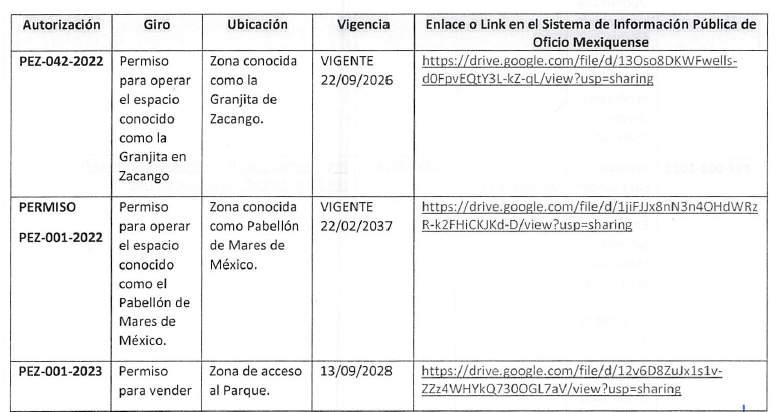 Autorización Giro Ubicación Vigencia Enlace o Link en el Sistema de Información Pública de
Oficio Mexiquense
PEZ-042-2022
Permiso
para operar
el espacio
conocido
como la
Granjita en
Zacango
Zona conocida
como la
Granjita de
Zacango.
VIGENTE
22/09/2026
https://drive.google.com/file/d/13Oso8DKWFwells-
d0FpvEQtY3L-kZ-qL/view?usp=sharing
PERMISO
PEZ-001-2022
Permiso
para operar
el espacio
conocido
como el
Pabellón de
Mares de
México.
Zona conocida
como Pabellón
de Mares de
México.
VIGENTE
22/02/2037
https://drive.google.com/file/d/1jiFJJx8nN3n4OHdWRz
R-k2FHiCKJKd-D/view?usp=sharing
PEZ-001-2023
Permiso
para vender
Zona de acceso
al Parque.
13/09/2028
https://drive.google.com/file/d/12v6D8ZuJx1s1v-
ZZz4WHYkQ730OGL7aV/view?usp=sharing